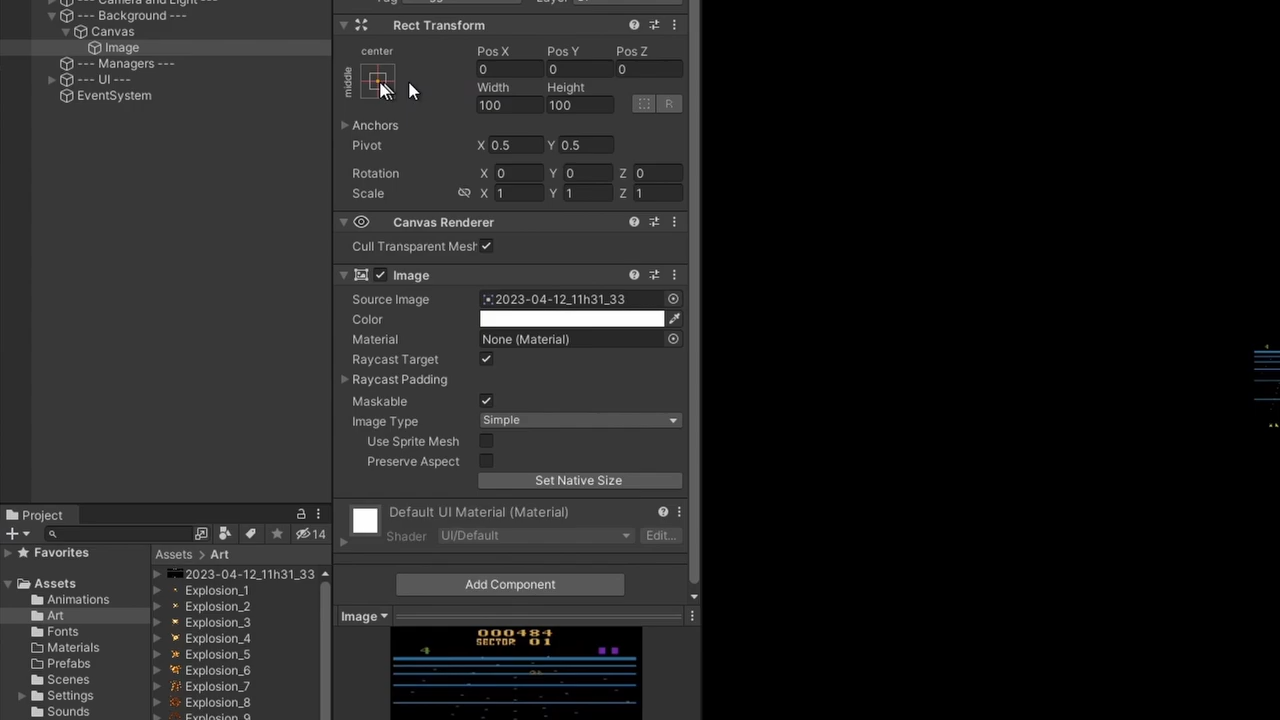 --- Background ---
Canvas
Image
--- Managers ---
--- UI ---
EventSystem
Rect Transform
center
middle
Pos X Pos Y Pos Z
0 0 0
Width Height
100 100 R
Anchors
Pivot X 0.5 Y 0.5
Rotation X 0 Y 0 Z 0
Scale X 1 Y 1 Z 1
Canvas Renderer
Cull Transparent Mesh
Image
Source Image 2023-04-12_11h31_33
Color
Material None (Material)
Raycast Target
Raycast Padding
Maskable
Image Type Simple
Use Sprite Mesh
Preserve Aspect
Set Native Size
Default UI Material (Material)
Shader UI/Default Edit...
Add Component
Image
000484
SECTOR 01
4
Project
14
Favorites
Assets
Animations
Art
Fonts
Materials
Prefabs
Scenes
Settings
Sounds
Assets > Art
2023-04-12_11h31_33
Explosion_1
Explosion_2
Explosion_3
Explosion_4
Explosion_5
Explosion_6
Explosion_7
Explosion_8